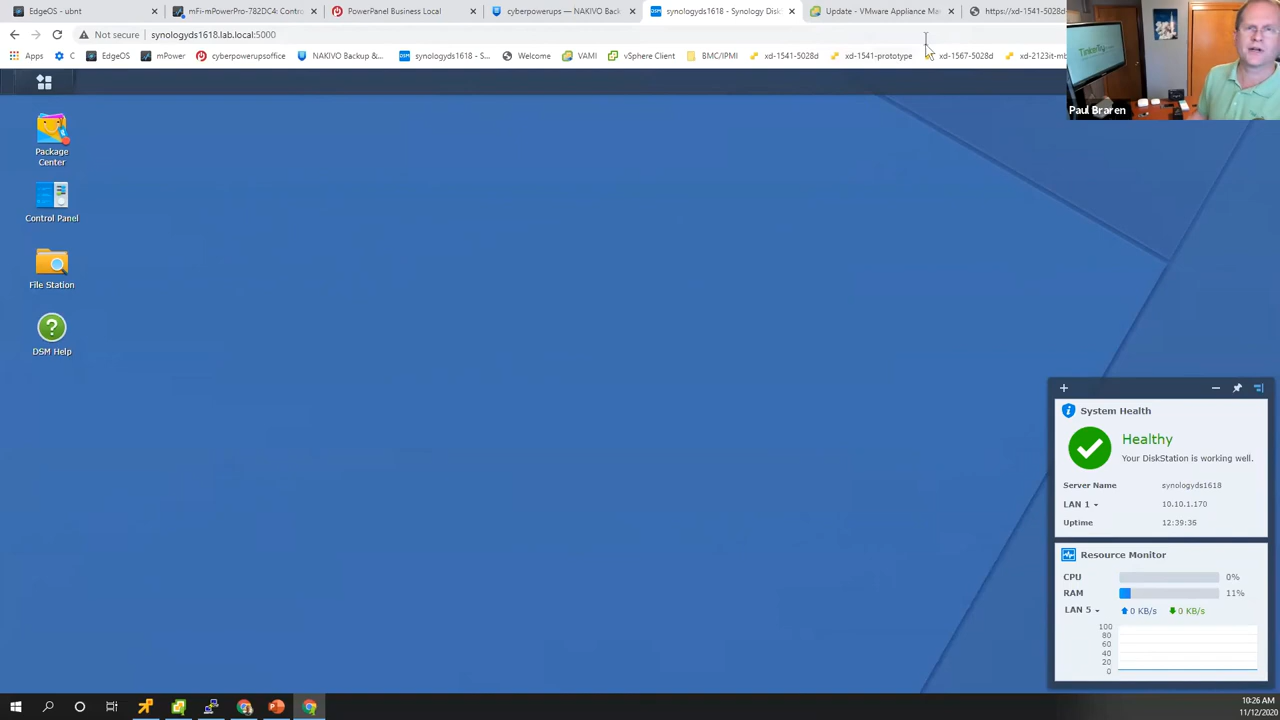 EdgeOS - ubnt
mFi-mPowerPro-782DC4: Contro
PowerPanel Business Local
cyberpowerups — NAKIVO Back
synologyds1618 - Synology Disk
Update - VMware Appliance Ma
https://xd-1541-5028d
Not secure
synologyds1618.lab.local:5000
Apps
C
EdgeOS
mPower
cyberpowerupsoffice
NAKIVO Backup &...
synologyds1618 - S...
Welcome
VAMI
vSphere Client
BMC/IPMI
xd-1541-5028d
xd-1541-prototype
xd-1567-5028d
xd-2123it-mb
Paul Braren
Package
Center
Control Panel
File Station
DSM Help
System Health
Healthy
Your DiskStation is working well.
Server Name synologyds1618
LAN 1 10.10.1.170
Uptime 12:39:36
Resource Monitor
CPU 0%
RAM 11%
LAN 5 0 KB/s 0 KB/s
100
80
60
40
20
0
10:26 AM
11/12/2020